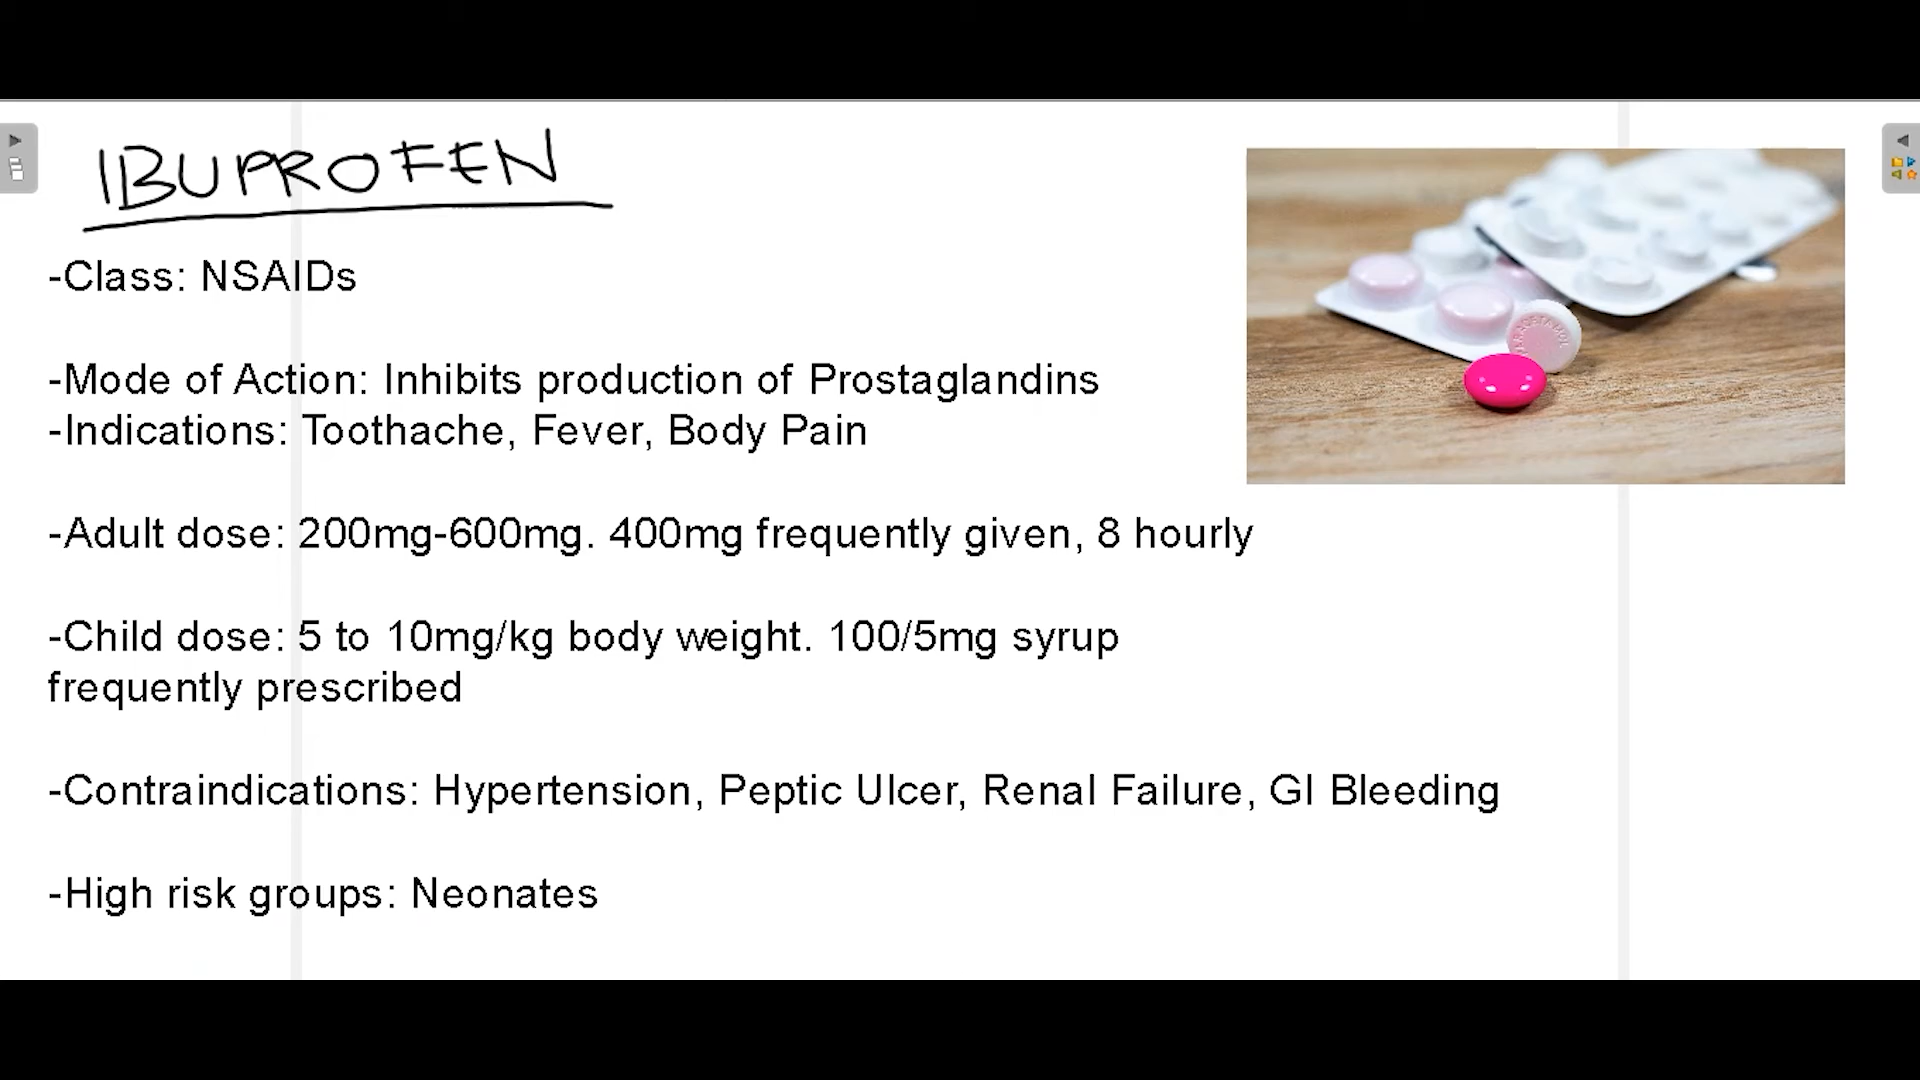 IBUPROFEN
-Class: NSAIDs
-Mode of Action: Inhibits production of Prostaglandins
-Indications: Toothache, Fever, Body Pain
-Adult dose: 200mg-600mg. 400mg frequently given, 8 hourly
-Child dose: 5 to 10mg/kg body weight. 100/5mg syrup
frequently prescribed
-Contraindications: Hypertension, Peptic Ulcer, Renal Failure, GI Bleeding
-High risk groups: Neonates